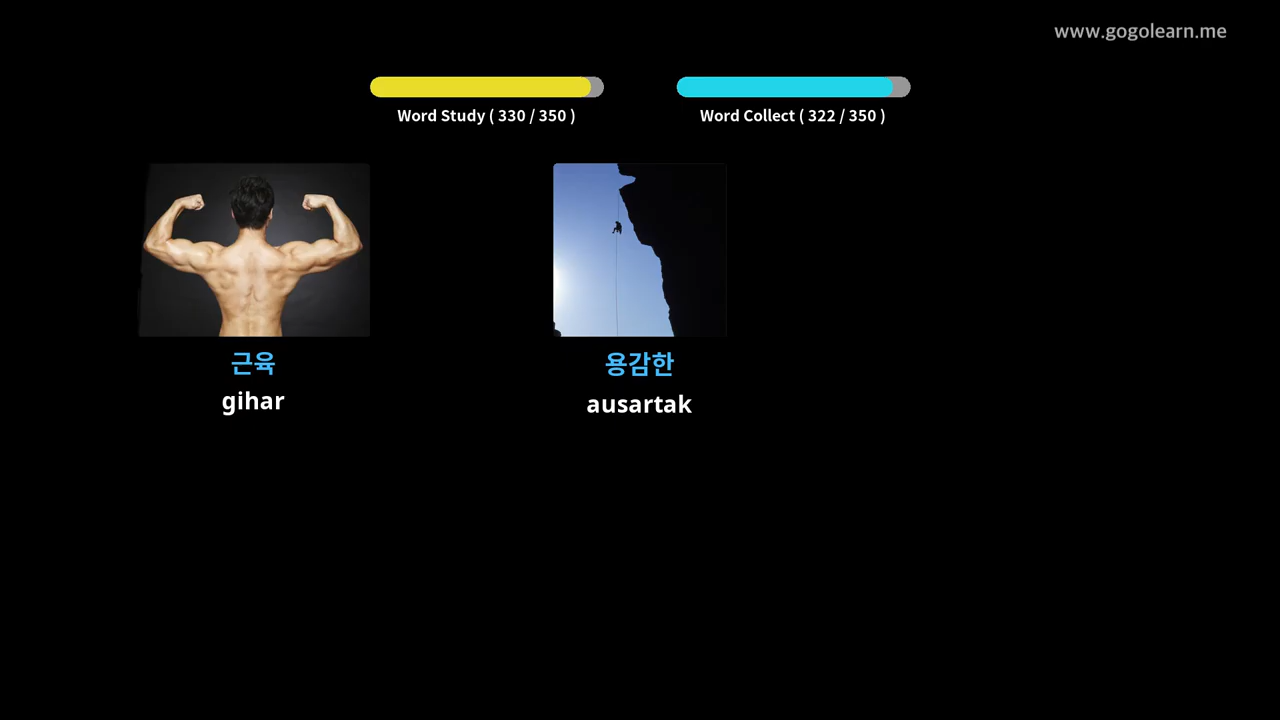 www.gogolearn.me
Word Study ( 330 / 350 )
Word Collect ( 322 / 350 )
근육
gihar
용감한
ausartak